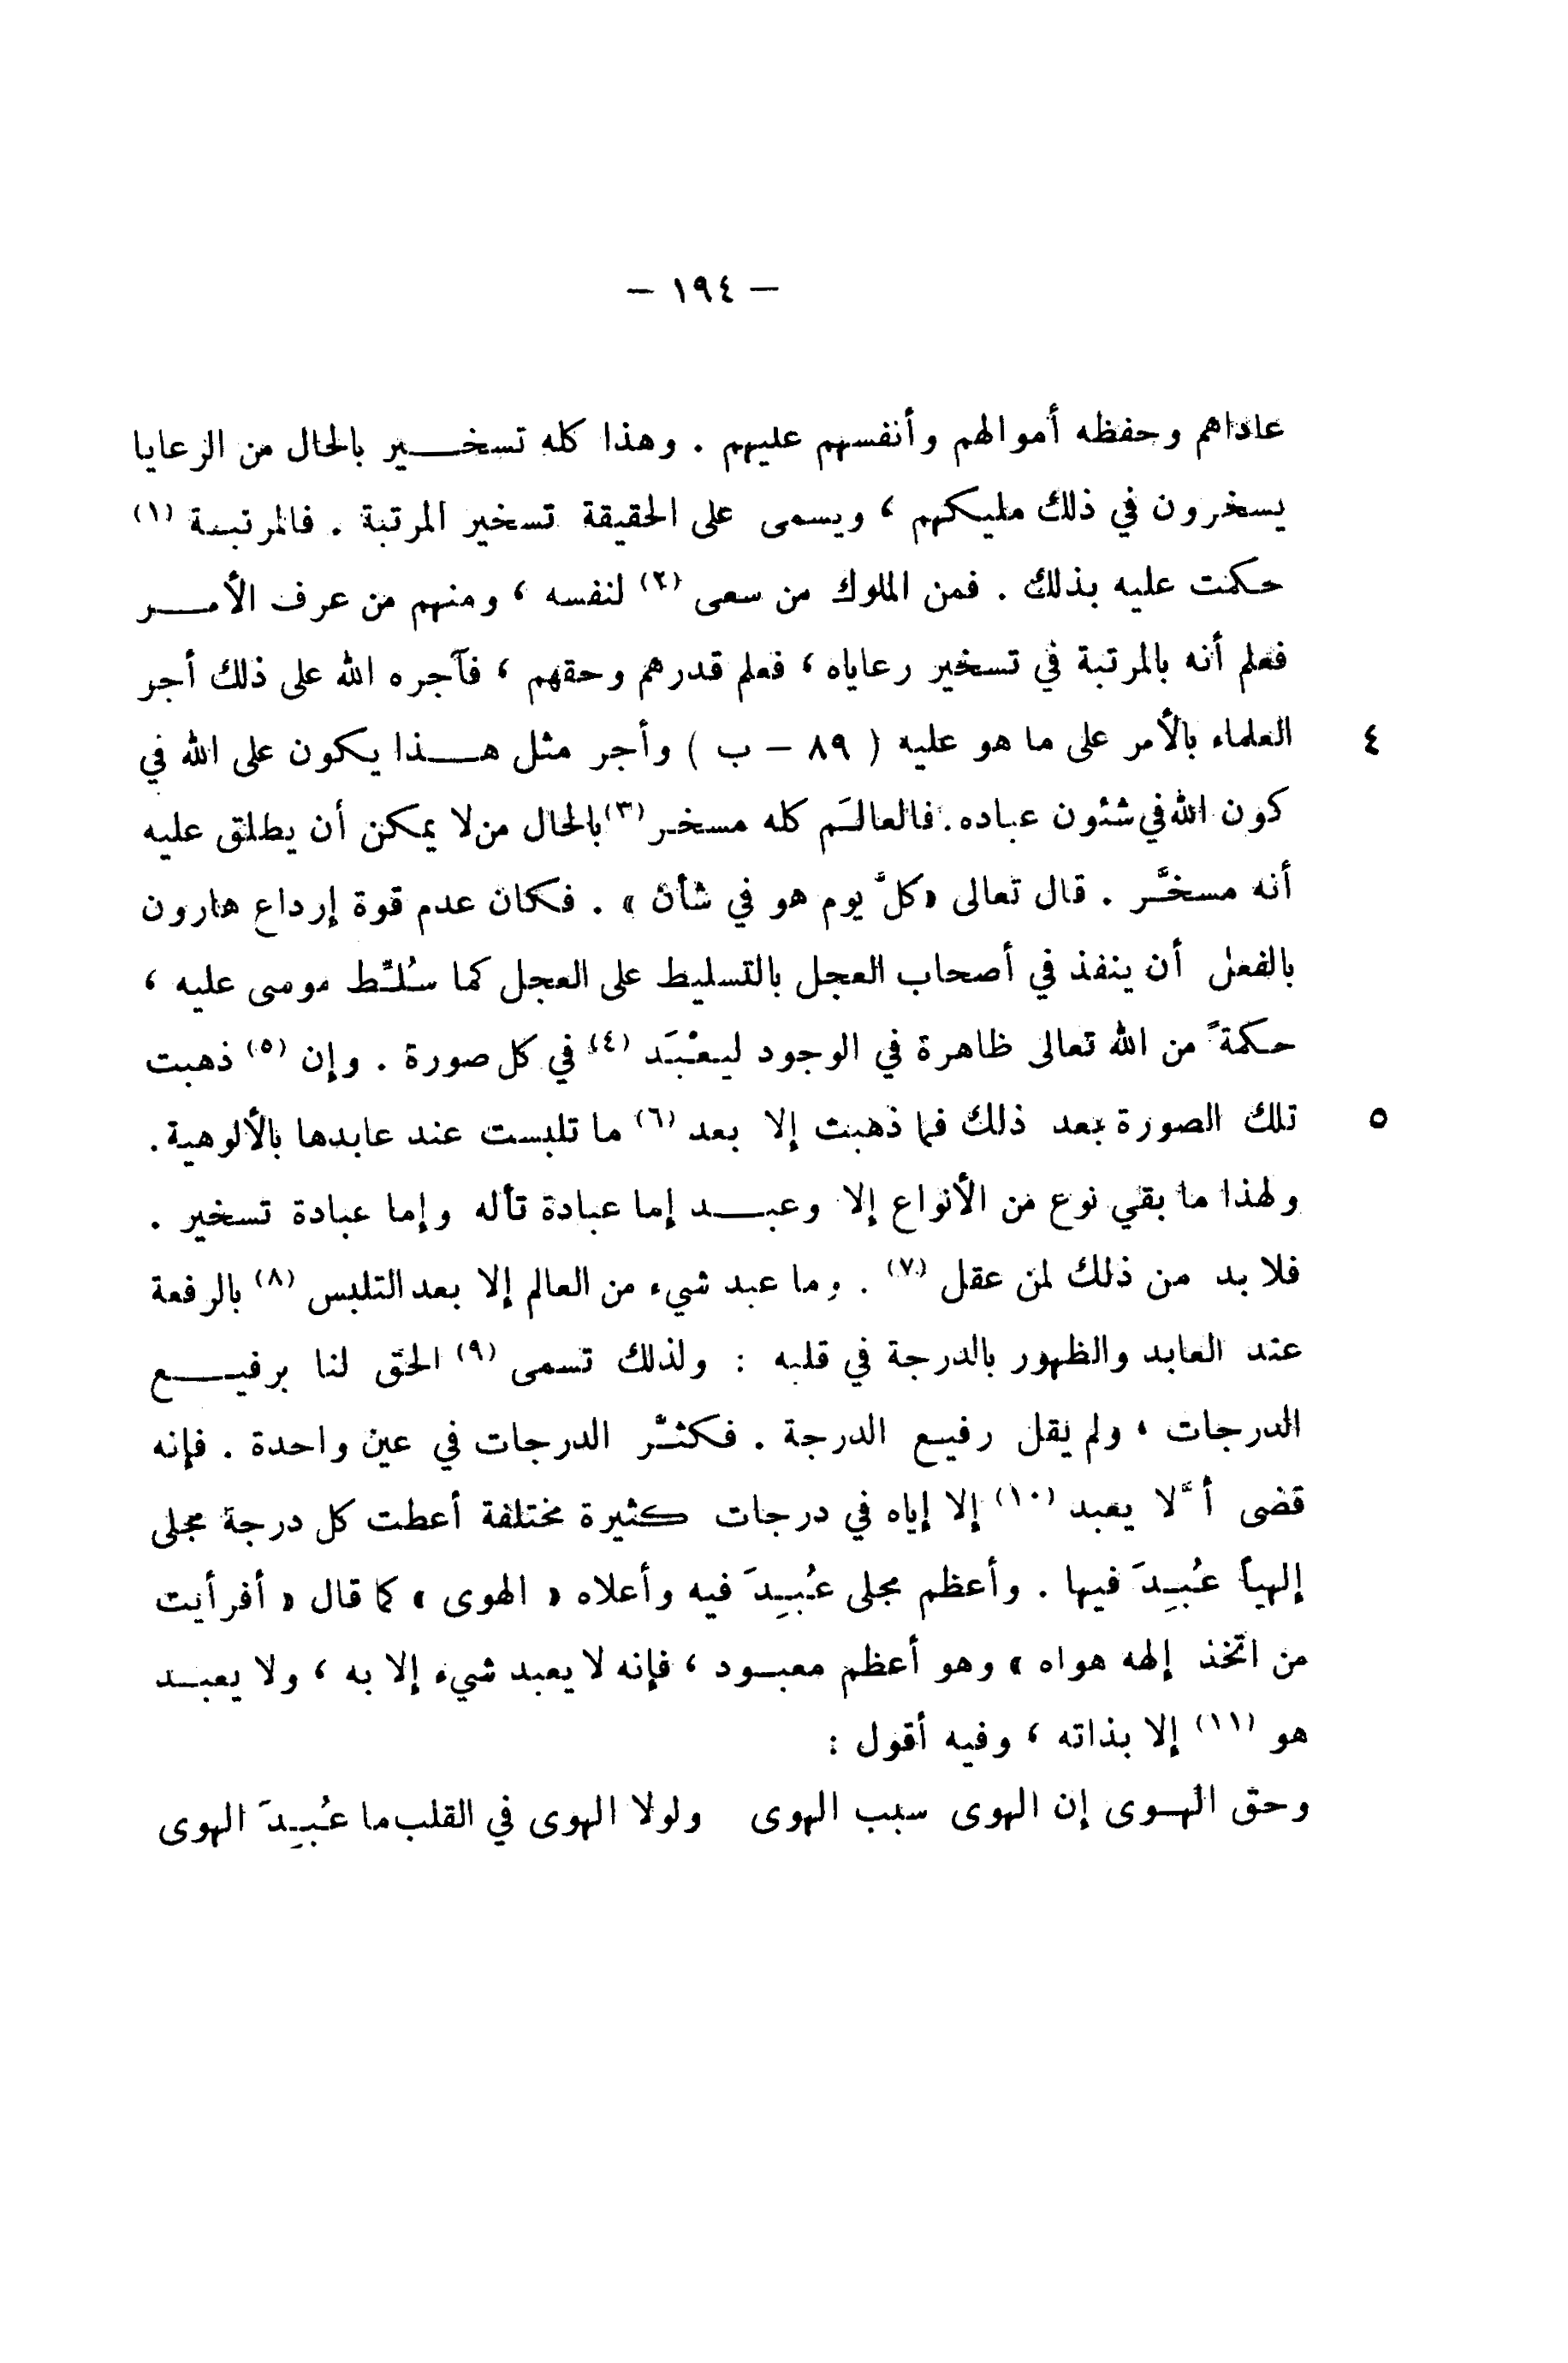 — ١٩٤ —
عاداهم وحفظه أموالهم وأنفسهم عليهم . وهذا كله تسخير بالحال من الرعايا
يسخرون في ذلك مليكهم ، ويسمى على الحقيقة تسخير المرتبة . فالمرتبة (١)
حكمت عليه بذلك . فمن الملوك من سعى (٢) لنفسه ، ومنهم من عرف الأمر
فعلم أنه بالمرتبة في تسخير رعاياه ، فعلم قدرهم وحقهم ، فآجره الله على ذلك أجر
٤ العلماء بالأمر على ما هو عليه ( ٨٩ – ب ) وأجر مثل هذا يكون على الله في
كون الله في شئون عباده . فالعالَم كله مسخر (٣) بالحال من لا يمكن أن يطلق عليه
أنه مسخَّر . قال تعالى « كلَّ يوم هو في شأن » . فكان عدم قوة إرداع هارون
بالفعل أن ينفذ في أصحاب العجل بالتسليط على العجل كما سُلِّط موسى عليه ،
حكمةً من الله تعالى ظاهرة في الوجود ليعْبَد (٤) في كل صورة . وإن (٥) ذهبت
٥ تلك الصورة بعد ذلك فما ذهبت إلا بعد (٦) ما تلبست عند عابدها بالألوهية .
ولهذا ما بقي نوع من الأنواع إلا وعبد إما عبادة تأله وإما عبادة تسخير .
فلا بد من ذلك لمن عقل (٧) . وما عبد شيء من العالم إلا بعد التلبس (٨) بالرفعة
عند العابد والظهور بالدرجة في قلبه : ولذلك تسمى (٩) الحق لنا برفيع
الدرجات ، ولم يقل رفيع الدرجة . فكثَّر الدرجات في عين واحدة . فإنه
قضى ألَّا يعبد (١٠) إلا إياه في درجات كثيرة مختلفة أعطت كل درجة مجلى
إلهياً عُبِدَ فيها . وأعظم مجلى عُبِدَ فيه وأعلاه « الهوى » كما قال « أفرأيت
من اتخذ إلهه هواه » وهو أعظم معبود ، فإنه لا يعبد شيء إلا به ، ولا يعبد
هو (١١) إلا بذاته ، وفيه أقول :
وحق الهوى إن الهوى سبب الهوى ولولا الهوى في القلب ما عُبِدَ الهوى